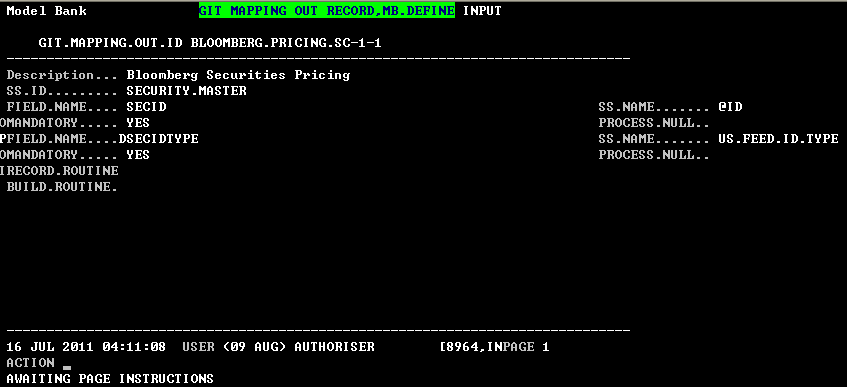 Model Bank GIT MAPPING OUT RECORD,MB.DEFINE INPUT
GIT.MAPPING.OUT.ID BLOOMBERG.PRICING.SC-1-1
Description... Bloomberg Securities Pricing
SS.ID......... SECURITY.MASTER
FIELD.NAME.... SECID SS.NAME....... @ID
OMANDATORY..... YES PROCESS.NULL..
PFIELD.NAME....DSECIDTYPE SS.NAME....... US.FEED.ID.TYPE
OMANDATORY..... YES PROCESS.NULL..
IRECORD.ROUTINE
BUILD.ROUTINE.
16 JUL 2011 04:11:08 USER (09 AUG) AUTHORISER [8964,INPAGE 1
ACTION _
AWAITING PAGE INSTRUCTIONS